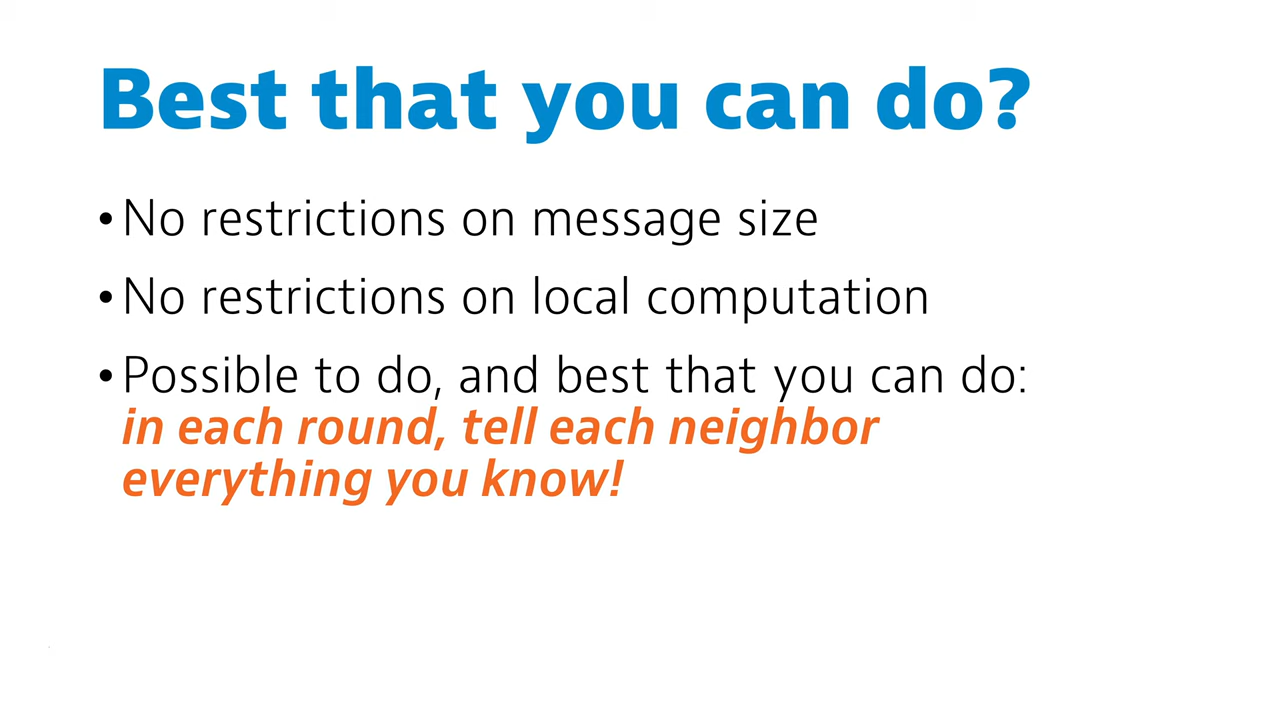 Best that you can do?
•No restrictions on message size
•No restrictions on local computation
•Possible to do, and best that you can do:
in each round, tell each neighbor
everything you know!